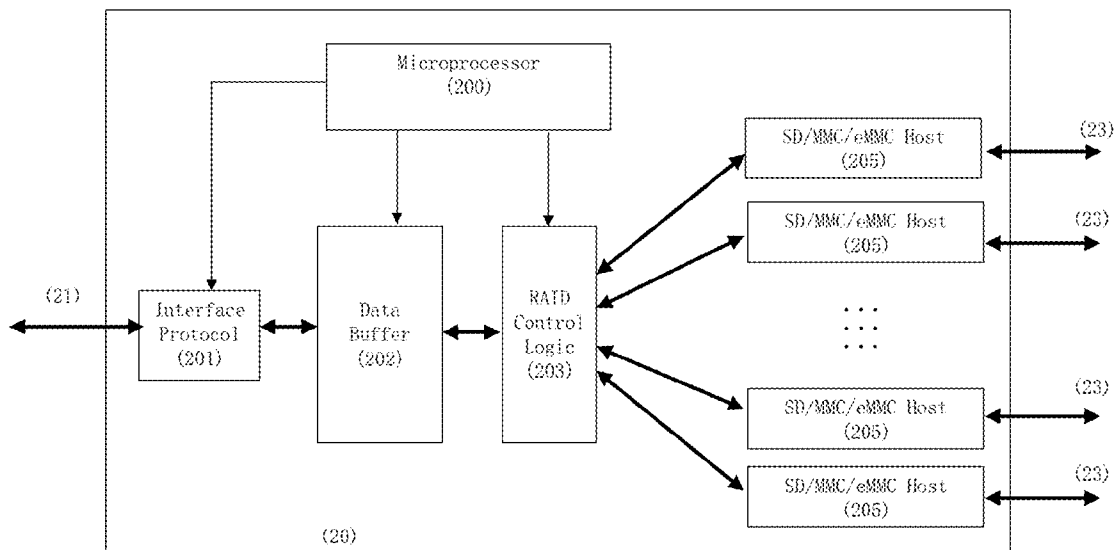 Microprocessor
(200)
SD/MMC/eMMC Host
(205)
(23)
SD/MMC/eMMC Host
(205)
(23)
(21)
Interface
Protocol
(201)
Data
Buffer
(202)
RAID
Control
Logic
(203)
SD/MMC/eMMC Host
(205)
(23)
SD/MMC/eMMC Host
(205)
(23)
(20)